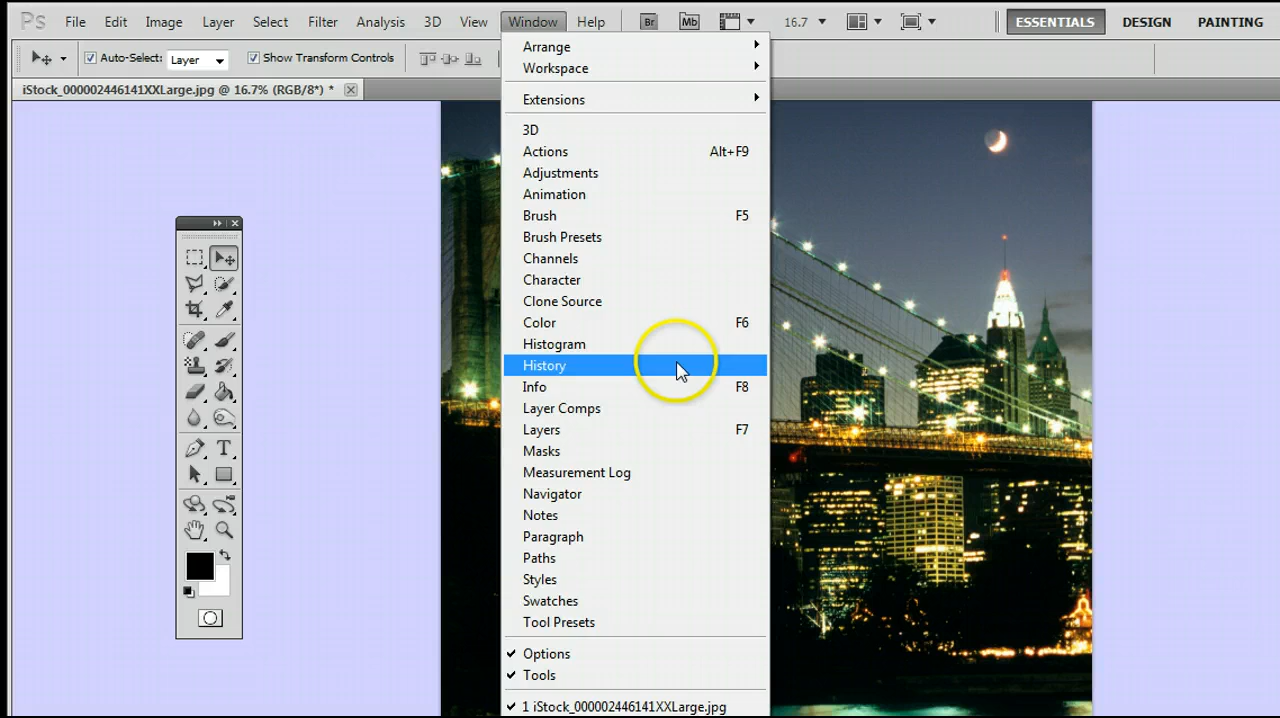 Ps File Edit Image Layer Select Filter Analysis 3D View Window Help Br Mb 16.7 ESSENTIALS DESIGN PAINTING
Auto-Select: Layer Show Transform Controls
iStock_000002446141XXLarge.jpg @ 16.7% (RGB/8*) *
Arrange
Workspace
Extensions
3D
Actions Alt+F9
Adjustments
Animation
Brush F5
Brush Presets
Channels
Character
Clone Source
Color F6
Histogram
History
Info F8
Layer Comps
Layers F7
Masks
Measurement Log
Navigator
Notes
Paragraph
Paths
Styles
Swatches
Tool Presets
Options
Tools
1 iStock_000002446141XXLarge.jpg